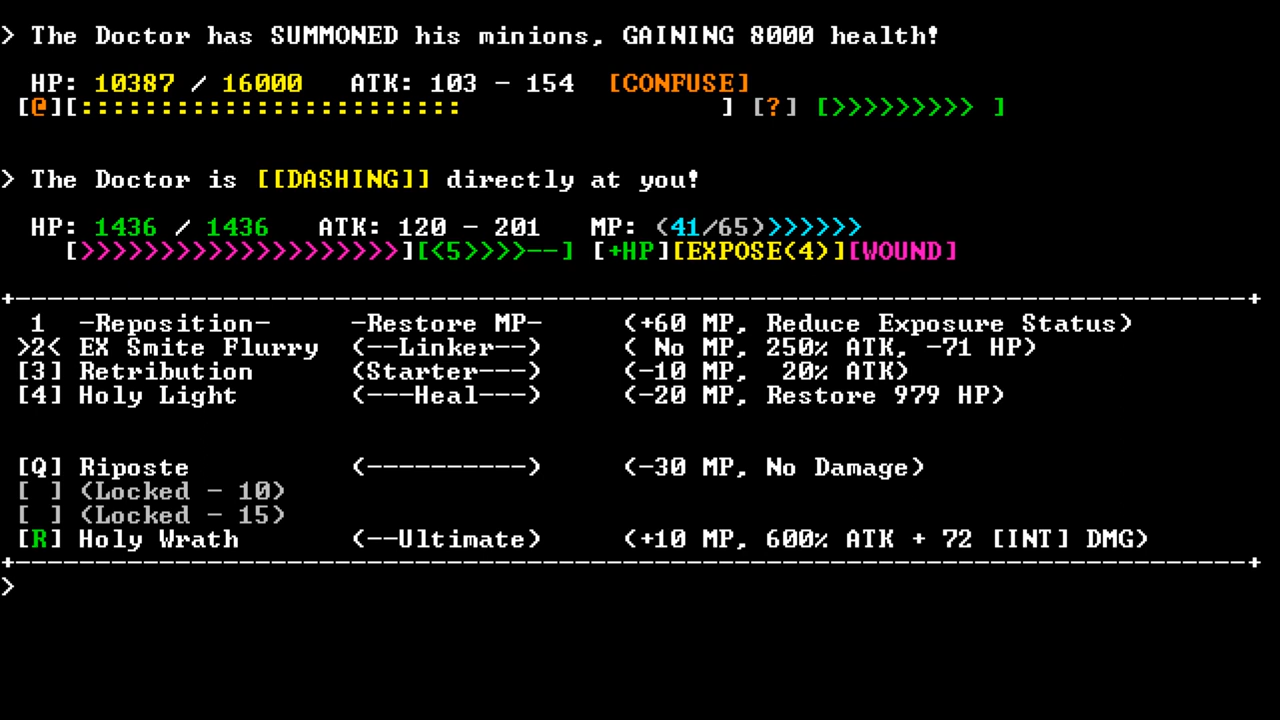 > The Doctor has SUMMONED his minions, GAINING 8000 health!
HP: 10387 / 16000   ATK: 103 - 154  [CONFUSE]
[@][::::::::::::::::::::::::                                 ] [?] [>>>>>>>>> ]
> The Doctor is [[DASHING]] directly at you!
HP: 1436 / 1436   ATK: 120 - 201   MP: (41/65)>>>>>>
[>>>>>>>>>>>>>>>>>>>>][<5>>>>--] [+HP][EXPOSE(4)][WOUND]
+------------------------------------------------------------------------------+
1  -Reposition-     -Restore MP-     (+60 MP, Reduce Exposure Status)
>2< EX Smite Flurry  (--Linker--)     ( No MP, 250% ATK, -71 HP)
[3] Retribution      (Starter---)     (-10 MP,  20% ATK)
[4] Holy Light       (---Heal---)     (-20 MP, Restore 979 HP)
[Q] Riposte          (----------)     (-30 MP, No Damage)
[ ] (Locked - 10)
[ ] (Locked - 15)
[R] Holy Wrath       (--Ultimate)     (+10 MP, 600% ATK + 72 [INT] DMG)
+------------------------------------------------------------------------------+
>